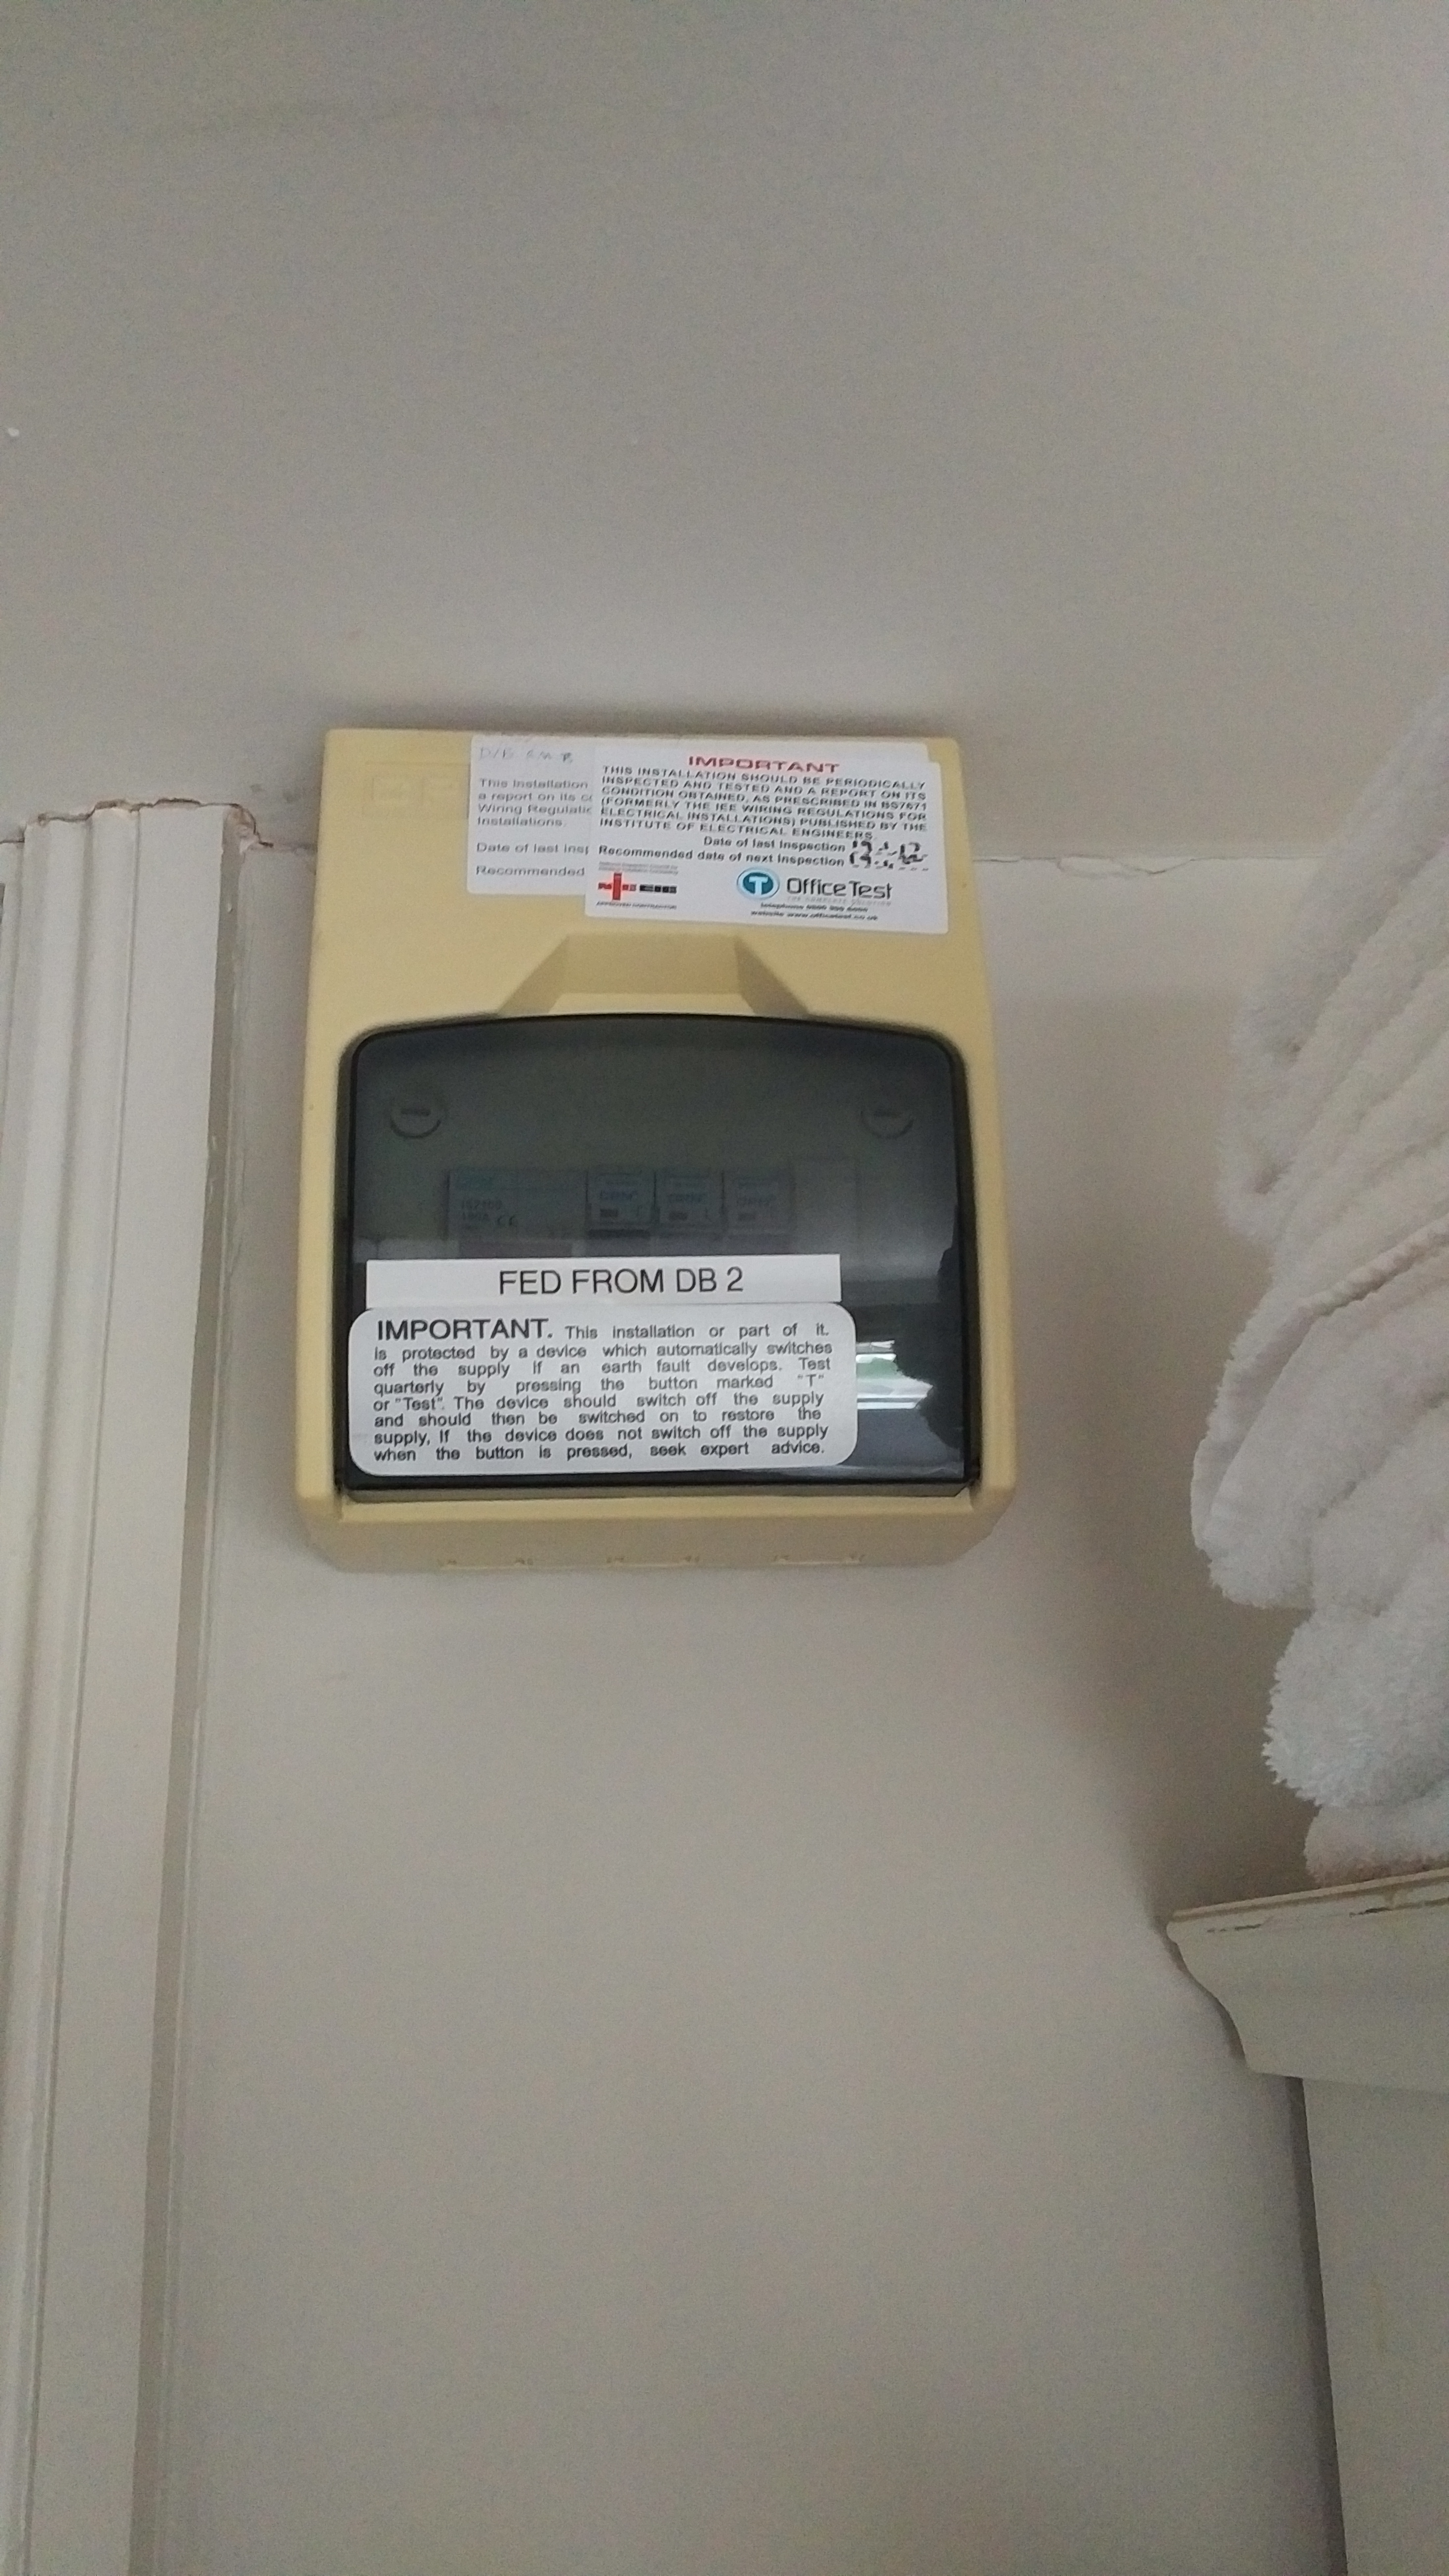 This Installation
a report on its
Wiring
Installations.
Date of last
Recommended
IMPORTANT
THIS INSTALLATION SHOULD BE PERIODICALLY
INSPECTED AND TESTED AND A REPORT ON ITS
CONDITION OBTAINED, AS PRESCRIBED IN BS7671
(FORMERLY THE IEE WIRING REGULATIONS FOR
ELECTRICAL INSTALLATIONS) PUBLISHED BY THE
INSTITUTE OF ELECTRICAL ENGINEERS.
Date of last Inspection
Recommended date of next Inspection
OfficeTest
website www.officetest.co.uk
FED FROM DB 2
IMPORTANT. This installation or part of it.
is protected by a device which automatically switches
off the supply if an earth fault develops. Test
quarterly by pressing the button marked "T"
or "Test". The device should switch off the supply
and should then be switched on to restore the
supply, If the device does not switch off the supply
when the button is pressed, seek expert advice.